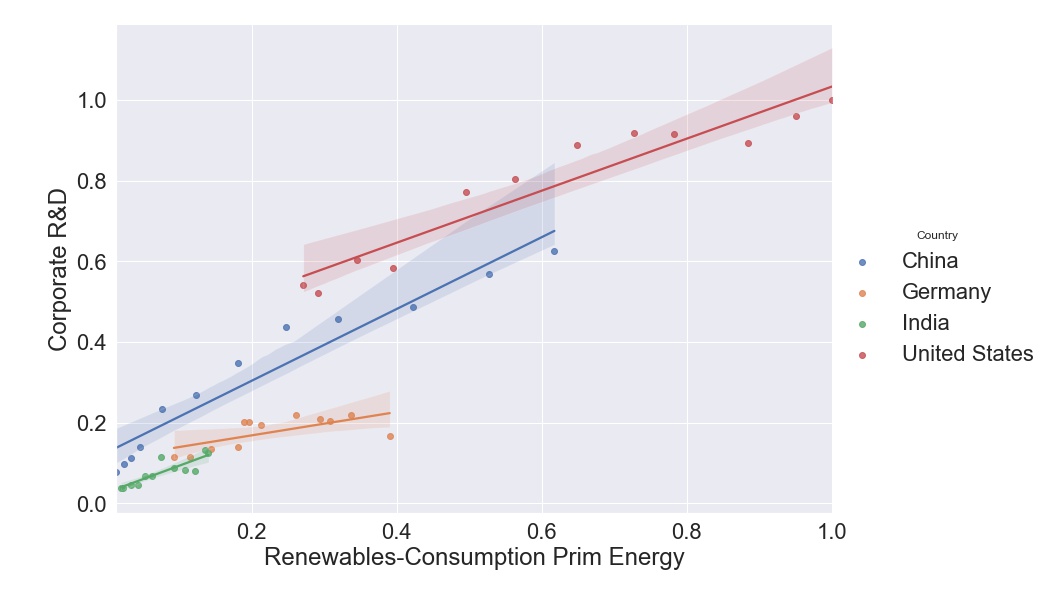 1.0
0.8
0.6
0.4
0.2
0.0
Corporate R&D
0.2 0.4 0.6 0.8 1.0
Renewables-Consumption Prim Energy
Country
China
Germany
India
United States